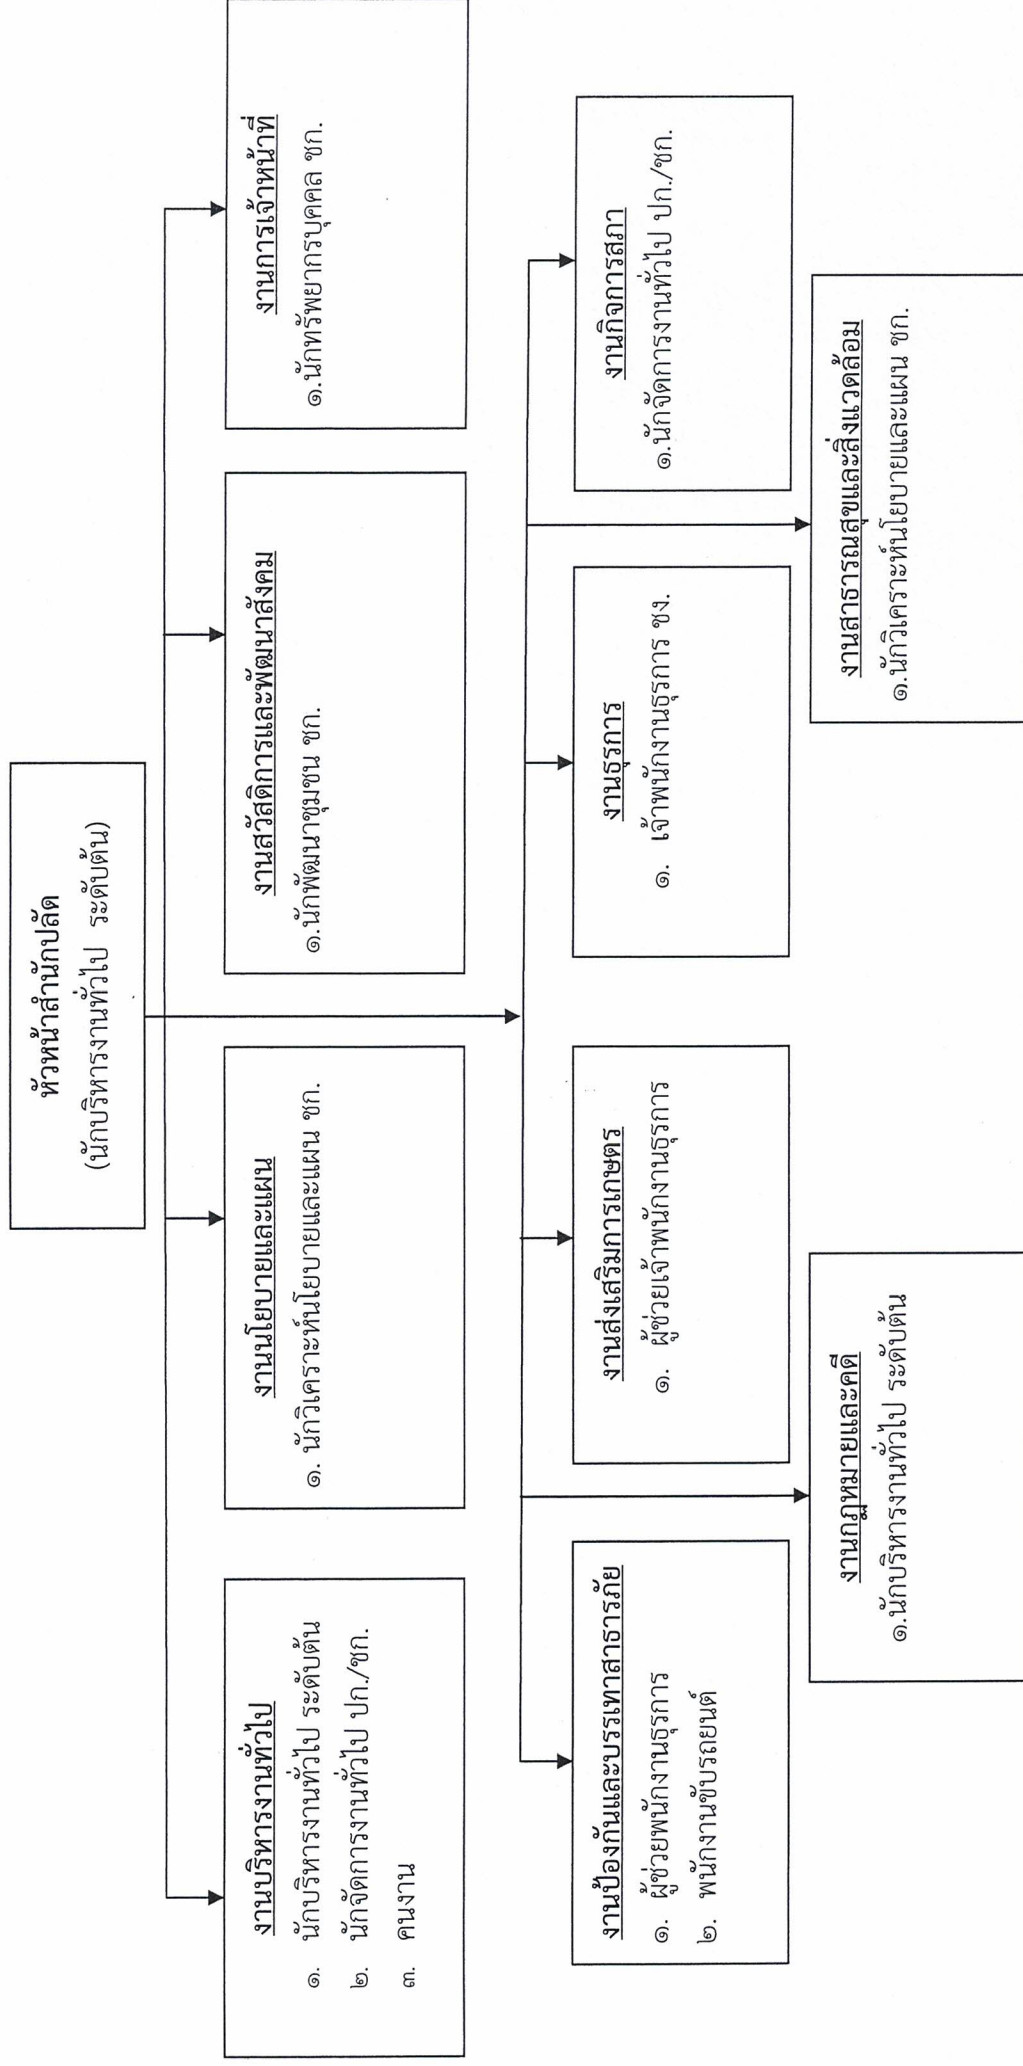 หัวหน้าสำนักปลัด
(นักบริหารงานทั่วไป ระดับต้น)
งานบริหารงานทั่วไป
๑. นักบริหารงานทั่วไป ระดับต้น
๒. นักจัดการงานทั่วไป ปก./ชก.
๓. คนงาน
งานนโยบายและแผน
๑. นักวิเคราะห์นโยบายและแผน ชก.
งานสวัสดิการและพัฒนาสังคม
๑.นักพัฒนาชุมชน ชก.
งานการเจ้าหน้าที่
๑.นักทรัพยากรบุคคล ชก.
งานป้องกันและบรรเทาสาธารภัย
๑. ผู้ช่วยพนักงานธุรการ
๒. พนักงานขับรถยนต์
งานส่งเสริมการเกษตร
๑. ผู้ช่วยเจ้าพนักงานธุรการ
งานธุรการ
๑. เจ้าพนักงานธุรการ ชง.
งานกิจการสภา
๑.นักจัดการงานทั่วไป ปก./ชก.
งานกฎหมายและคดี
๑.นักบริหารงานทั่วไป ระดับต้น
งานสาธารณสุขและสิ่งแวดล้อม
๑.นักวิเคราะห์นโยบายและแผน ชก.